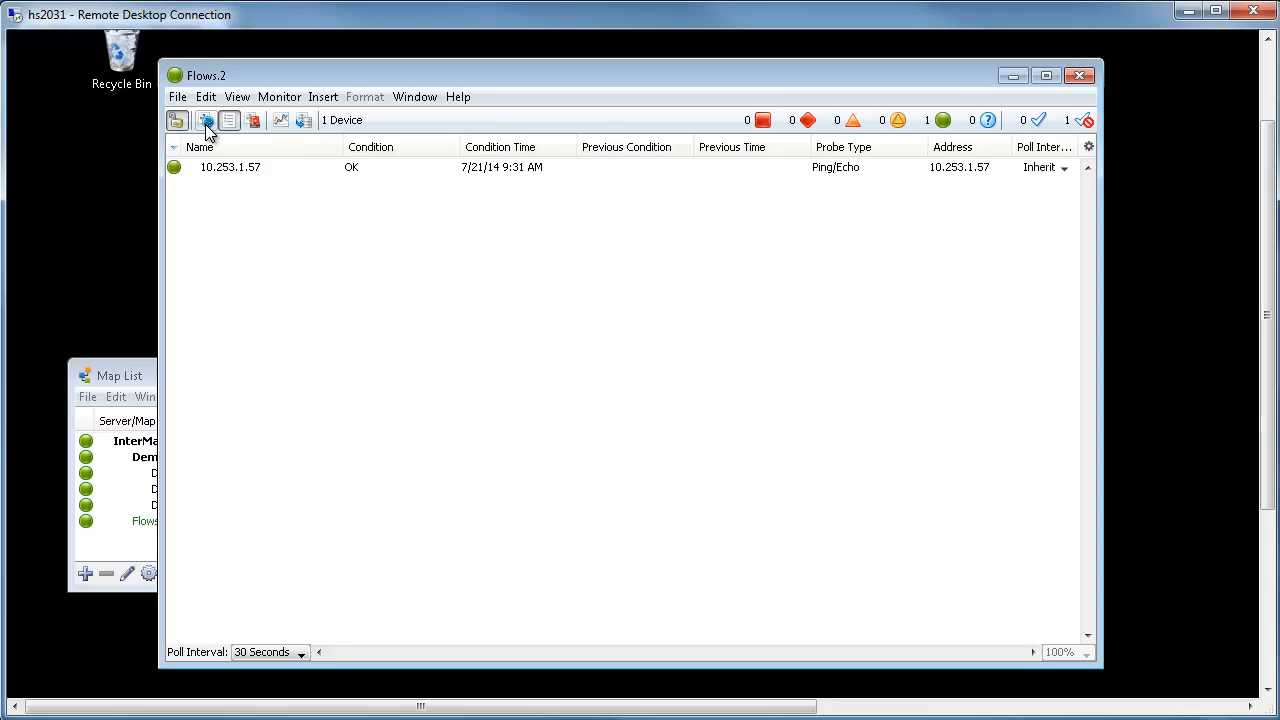 hs2031 - Remote Desktop Connection
Recycle Bin
Flows.2
File Edit View Monitor Insert Format Window Help
1 Device 0 0 0 0 1 0 0 1
Name Condition Condition Time Previous Condition Previous Time Probe Type Address Poll Inter...
10.253.1.57 OK 7/21/14 9:31 AM Ping/Echo 10.253.1.57 Inherit
Map List
File Edit Win
Server/Map
InterMa
Dem
D
D
D
Flows
Poll Interval: 30 Seconds 100%